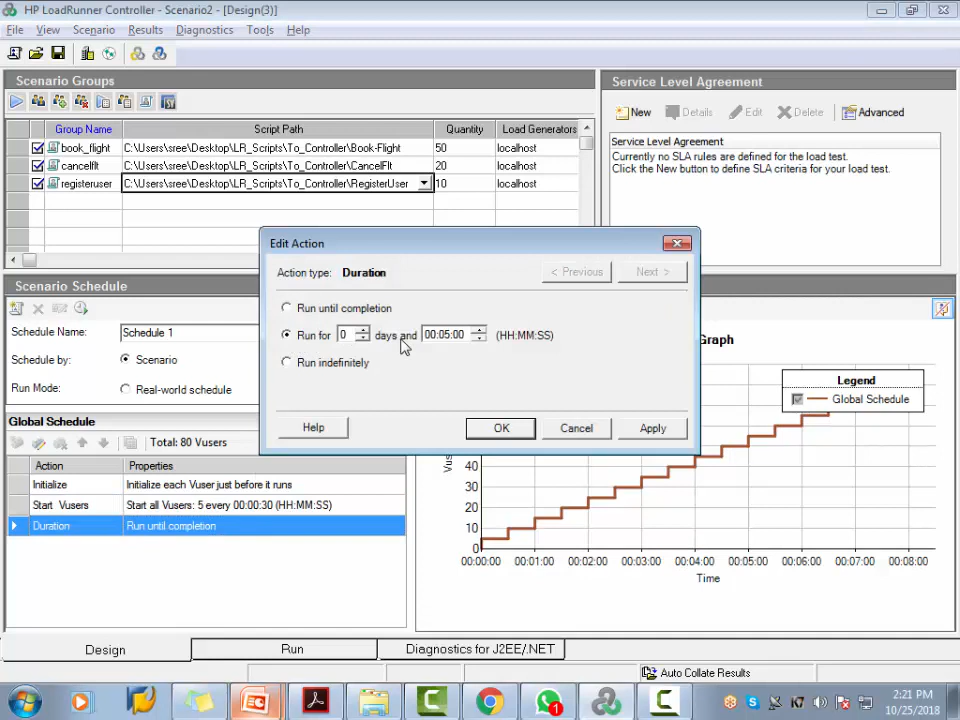 HP LoadRunner Controller - Scenario2 - [Design(3)]
File View Scenario Results Diagnostics Tools Help
Scenario Groups
Group Name Script Path Quantity Load Generators
book_flight C:\Users\sree\Desktop\LR_Scripts\To_Controller\Book-Flight 50 localhost
cancelflt C:\Users\sree\Desktop\LR_Scripts\To_Controller\CancelFlt 20 localhost
registeruser C:\Users\sree\Desktop\LR_Scripts\To_Controller\RegisterUser 10 localhost
Service Level Agreement
New Details Edit Delete Advanced
Service Level Agreement
Currently no SLA rules are defined for the load test.
Click the New button to define SLA criteria for your load test.
Edit Action
Action type: Duration < Previous Next >
Run until completion
Run for 0 days and 00:05:00 (HH:MM:SS)
Run indefinitely
Help OK Cancel Apply
Scenario Schedule
Schedule Name: Schedule 1
Schedule by: Scenario
Run Mode: Real-world schedule
Global Schedule
Total: 80 Vusers
Action Properties
Initialize Initialize each Vuser just before it runs
Start Vusers Start all Vusers: 5 every 00:00:30 (HH:MM:SS)
Duration Run until completion
Graph
Legend
Global Schedule
40
30
20
10
0
00:00:00 00:01:00 00:02:00 00:03:00 00:04:00 00:05:00 00:06:00 00:07:00 00:08:00
Time
Design Run Diagnostics for J2EE/.NET
Auto Collate Results
1
2:21 PM
10/25/2018